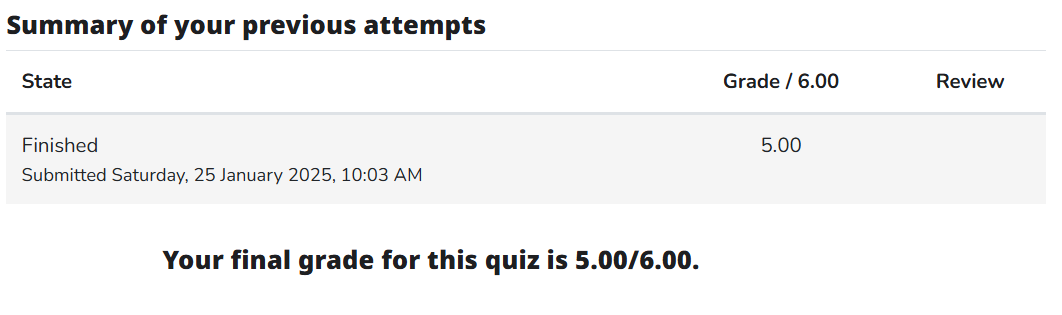 Summary of your previous attempts
State Grade / 6.00 Review
Finished 5.00
Submitted Saturday, 25 January 2025, 10:03 AM
Your final grade for this quiz is 5.00/6.00.